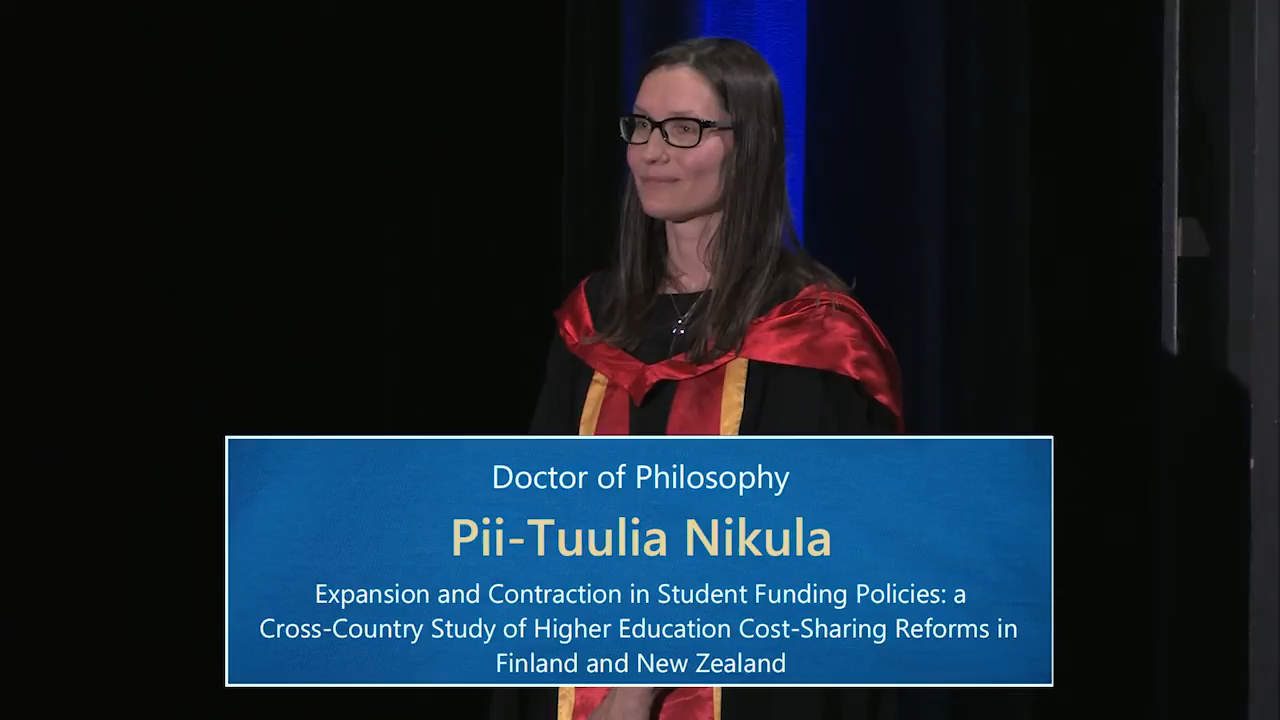 Doctor of Philosophy
Pii-Tuulia Nikula
Expansion and Contraction in Student Funding Policies: a
Cross-Country Study of Higher Education Cost-Sharing Reforms in
Finland and New Zealand